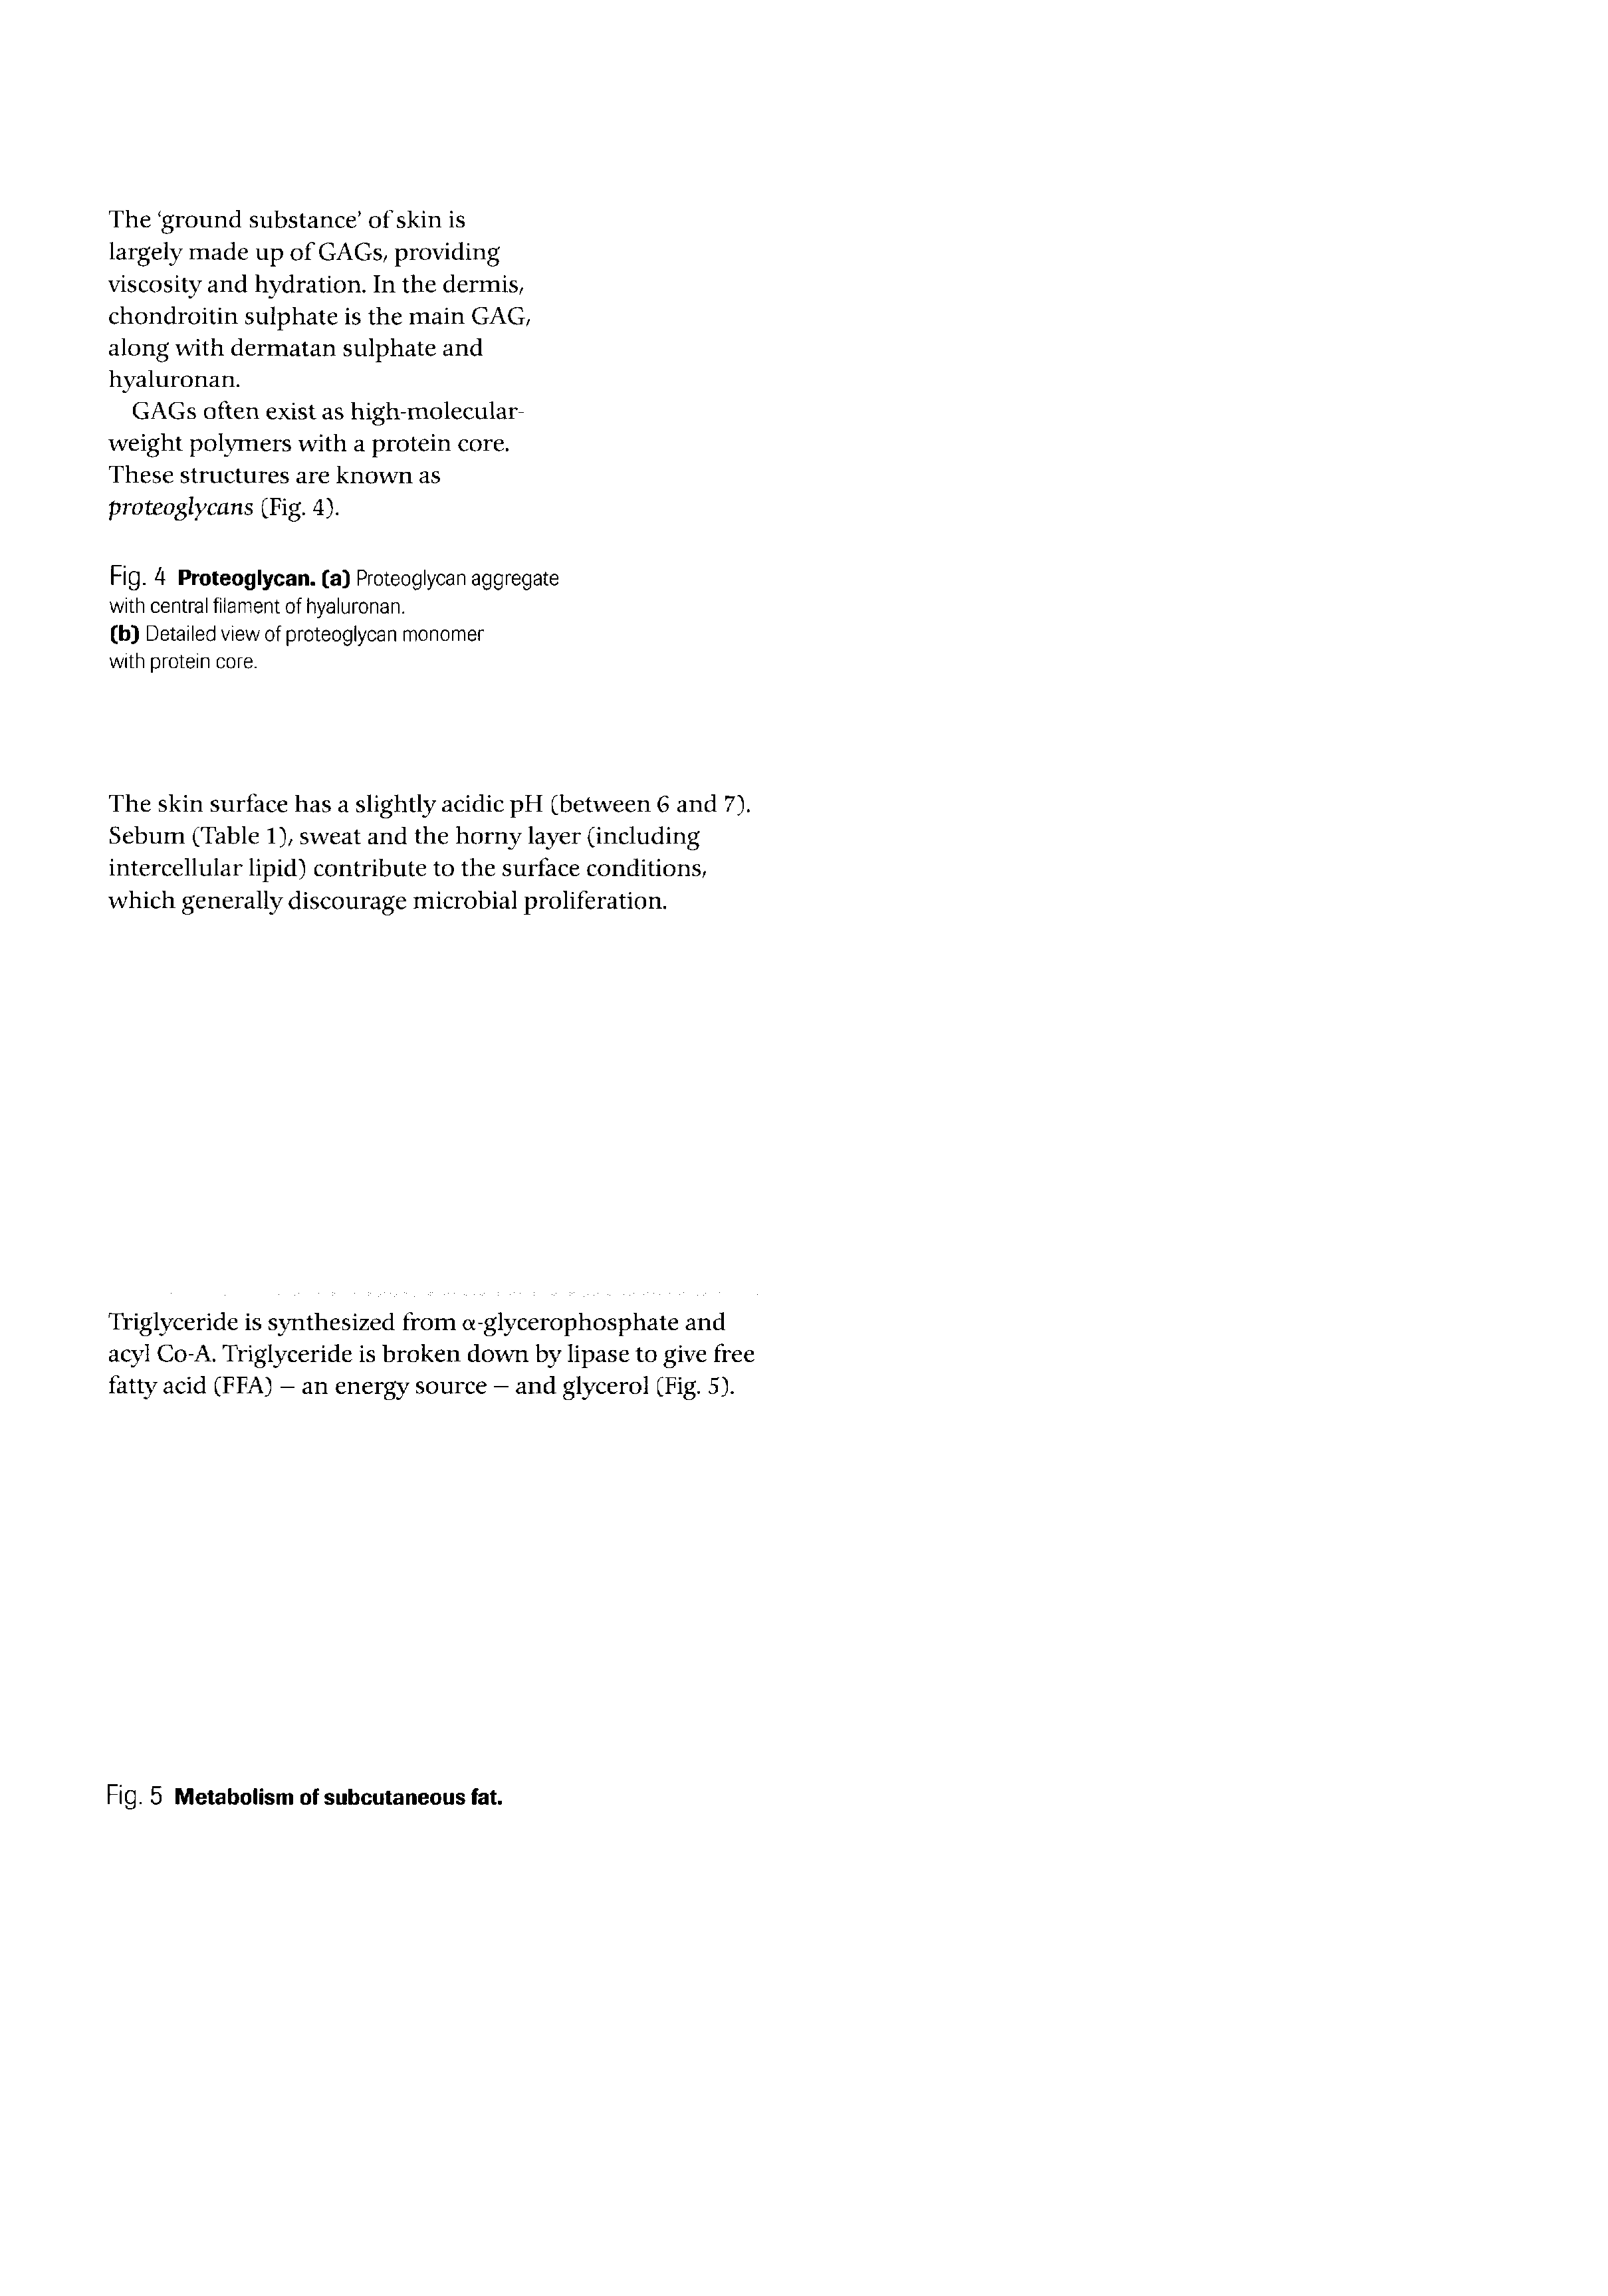 The ‘ground substance’ of skin is
largely made up of GAGs, providing
viscosity and hydration. In the dermis,
chondroitin sulphate is the main GAG,
along with dermatan sulphate and
hyaluronan.
GAGs often exist as high-molecular-
weight polymers with a protein core.
These structures are known as
proteoglycans (Fig. 4).
Fig. 4 Proteoglycan. (a) Proteoglycan aggregate
with central filament of hyaluronan.
(b) Detailed view of proteoglycan monomer
with protein core.
The skin surface has a slightly acidic pH (between 6 and 7).
Sebum (Table 1), sweat and the horny layer (including
intercellular lipid) contribute to the surface conditions,
which generally discourage microbial proliferation.
Triglyceride is synthesized from α-glycerophosphate and
acyl Co-A. Triglyceride is broken down by lipase to give free
fatty acid (FFA) – an energy source – and glycerol (Fig. 5).
Fig. 5 Metabolism of subcutaneous fat.